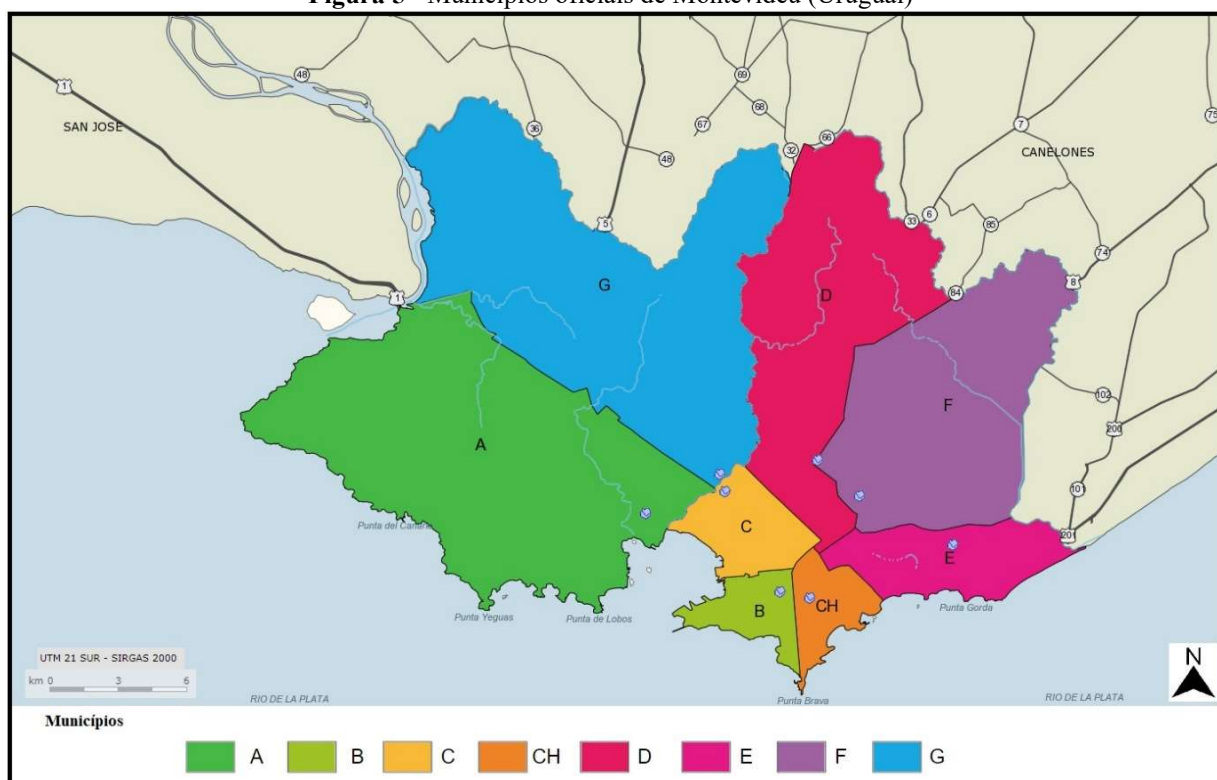 Figura - Municípios oficiais de Montevidéu (Uruguai)
48
69
1
68
75
36
67
7
66
SAN JOSÉ
32
48
CANELONES
6
33
85
5
74
8
84
1
G
D
102
F
200
A
101
Punta del Canario
C
201
E
B
CH
Punta Yeguas
Punta de Lobos
Punta Gorda
UTM 21 SUR - SIRGAS 2000
km 0 3 6
N
RIO DE LA PLATA
Punta Brava
RIO DE LA PLATA
Municípios
A B C CH D E F G